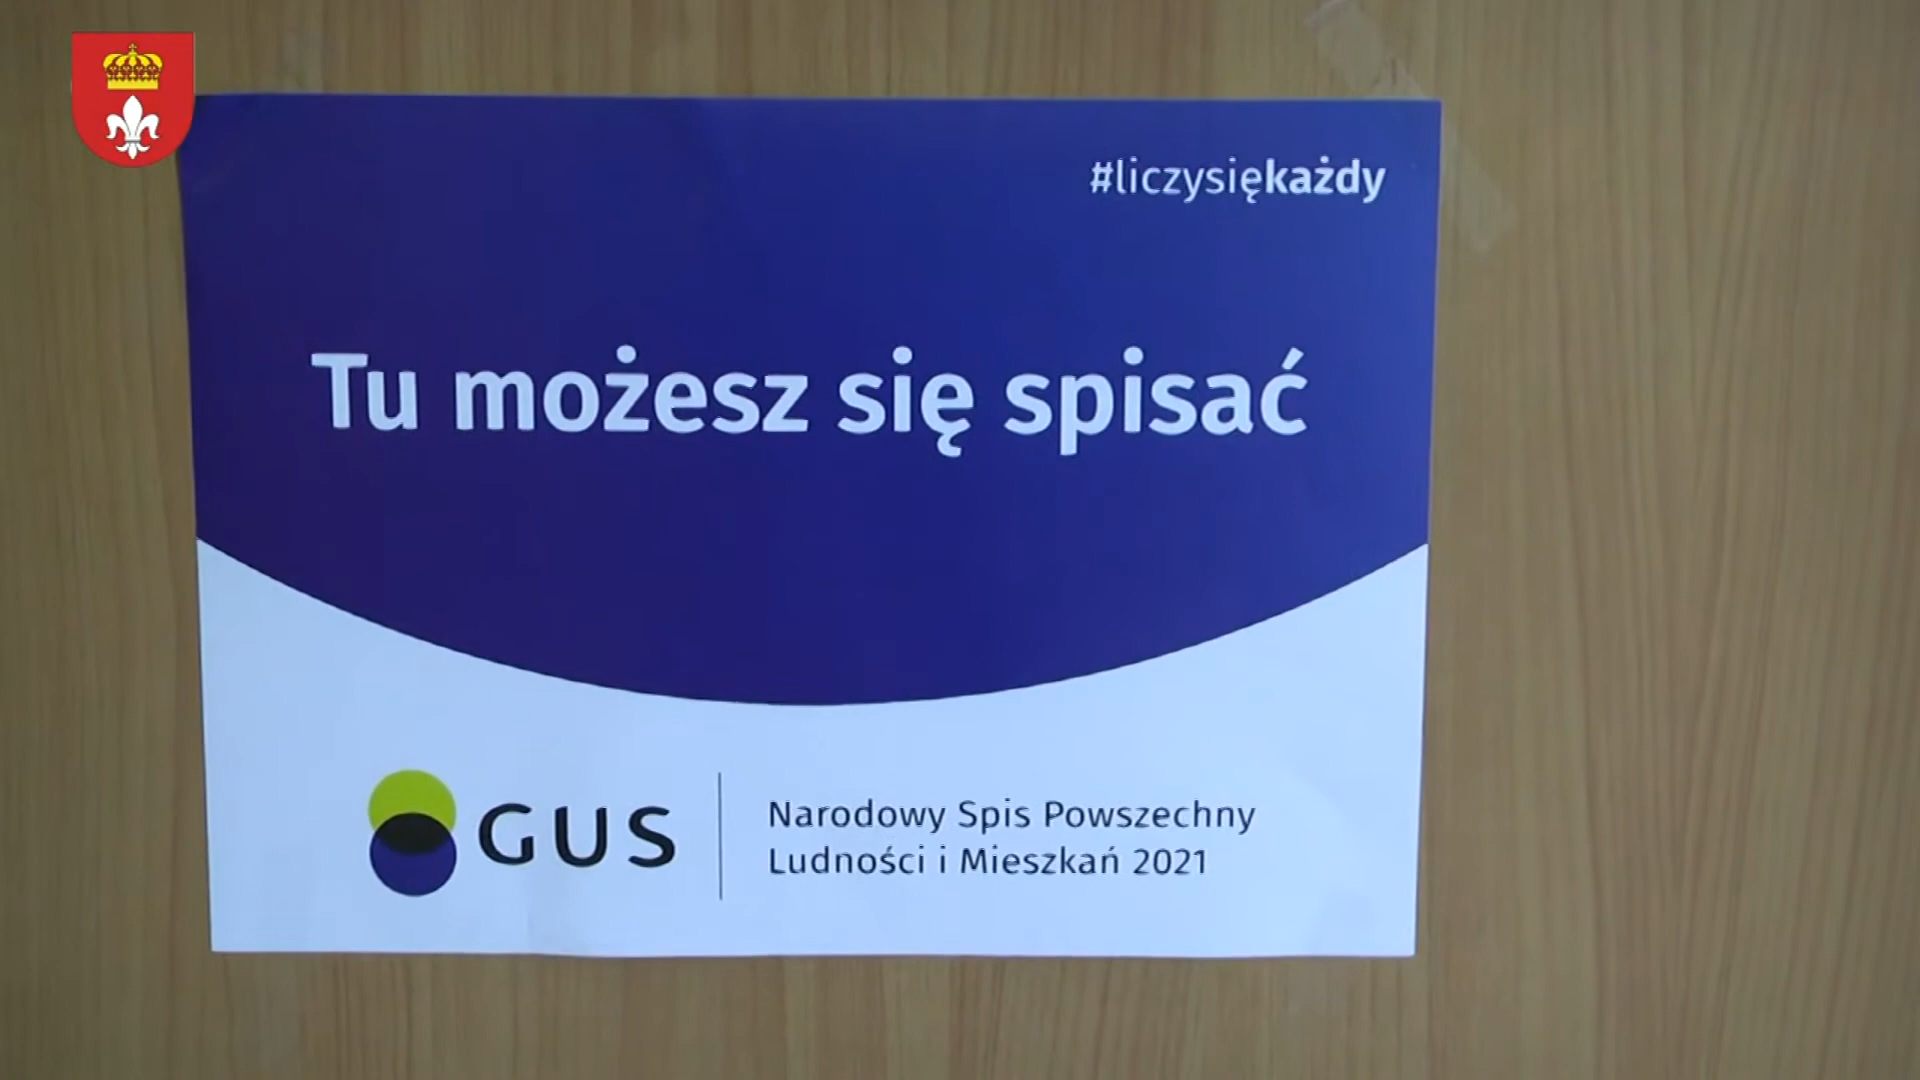 #liczysiękażdy
Tu możesz się spisać
GUS
Narodowy Spis Powszechny
Ludności i Mieszkań 2021